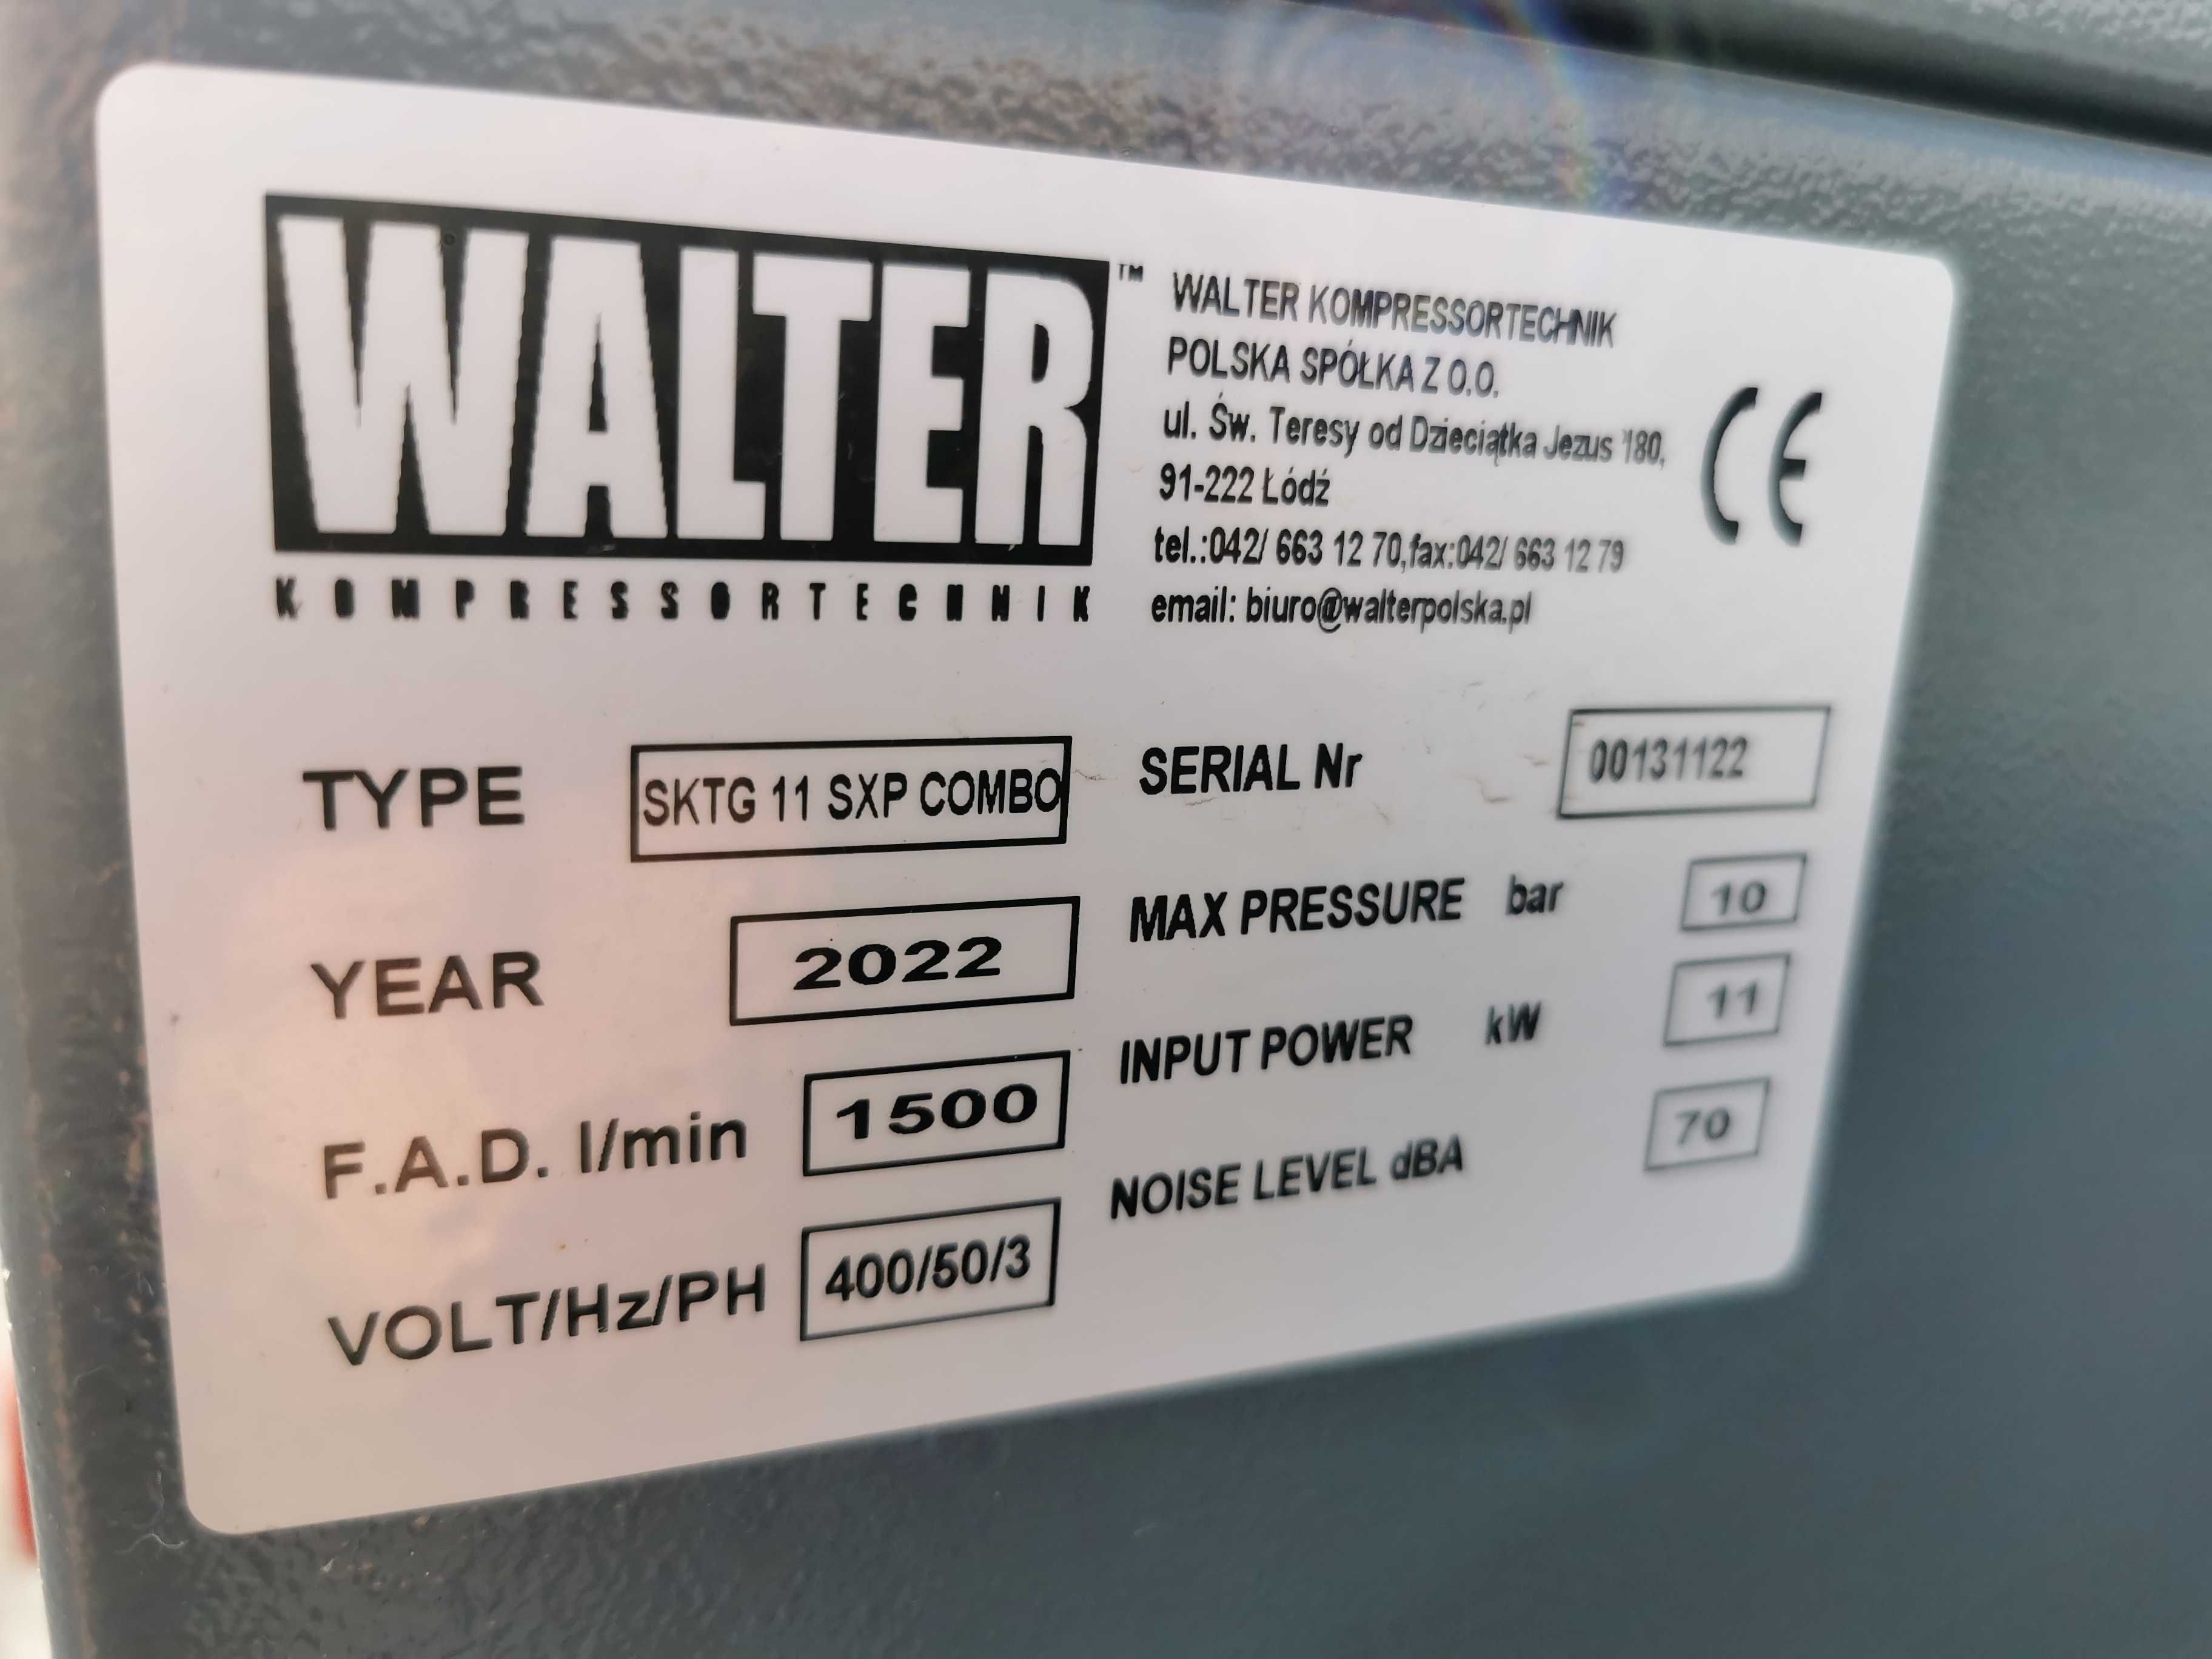 WALTER™
KOMPRESSORTECHNIK
WALTER KOMPRESSORTECHNIK
POLSKA SPÓŁKA Z O.O.
ul. Św. Teresy od Dzieciątka Jezus 180,
91-222 Łódź
tel.:042/ 663 12 70,fax:042/ 663 12 79
email: biuro@walterpolska.pl
CE
TYPE SKTG 11 SXP COMBO
SERIAL Nr 00131122
YEAR 2022
MAX PRESSURE bar 10
F.A.D. l/min 1500
INPUT POWER kW 11
VOLT/Hz/PH 400/50/3
NOISE LEVEL dBA 70